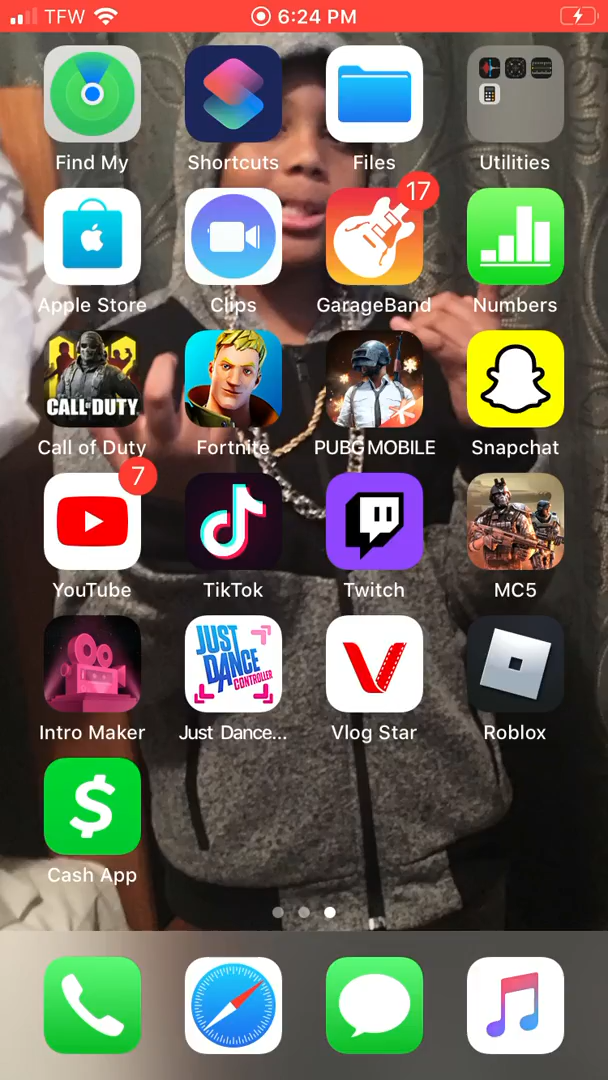 TFW 6:24 PM
Find My Shortcuts Files Utilities
17
Apple Store Clips GarageBand Numbers
CALL DUTY
Call of Duty Fortnite PUBG MOBILE Snapchat
7
YouTube TikTok Twitch MC5
JUST
DANCE
CONTROLLER
Intro Maker Just Dance... Vlog Star Roblox
$
Cash App